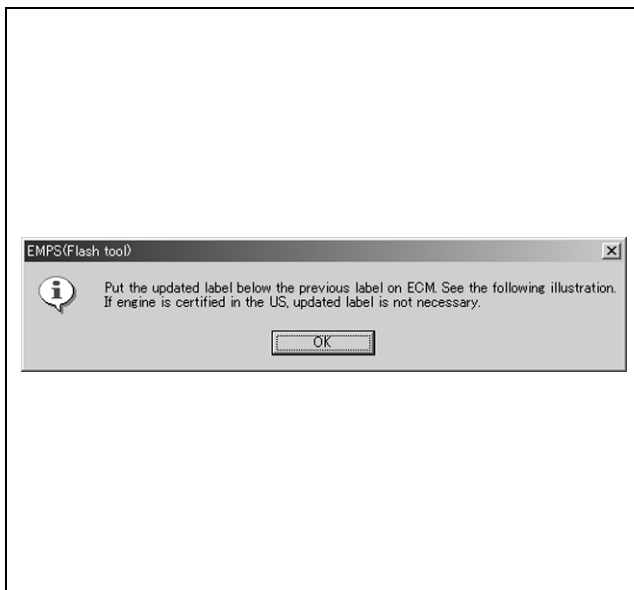 EMPS(Flash tool)
Put the updated label below the previous label on ECM. See the following illustration.
If engine is certified in the US, updated label is not necessary.
OK